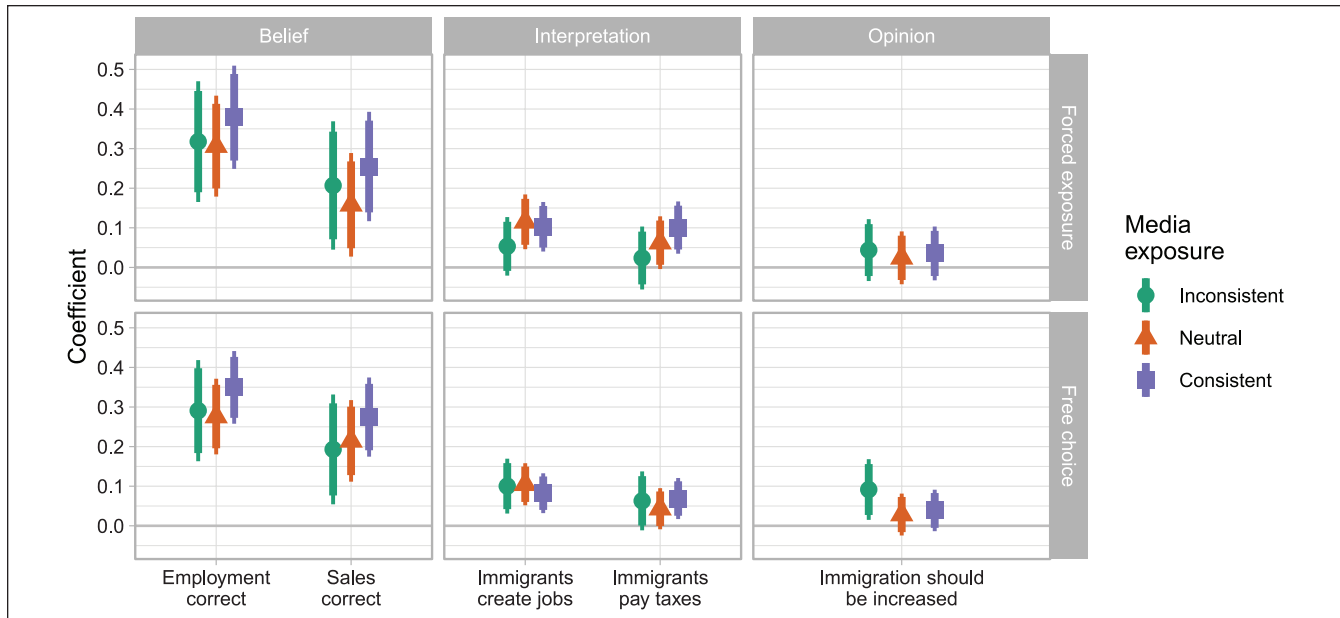 Belief
Interpretation
Opinion
0.5
0.4
0.3
0.2
0.1
0.0
Forced exposure
0.5
0.4
0.3
0.2
0.1
0.0
Free choice
Coefficient
Employment
correct
Sales
correct
Immigrants
create jobs
Immigrants
pay taxes
Immigration should
be increased
Media
exposure
Inconsistent
Neutral
Consistent